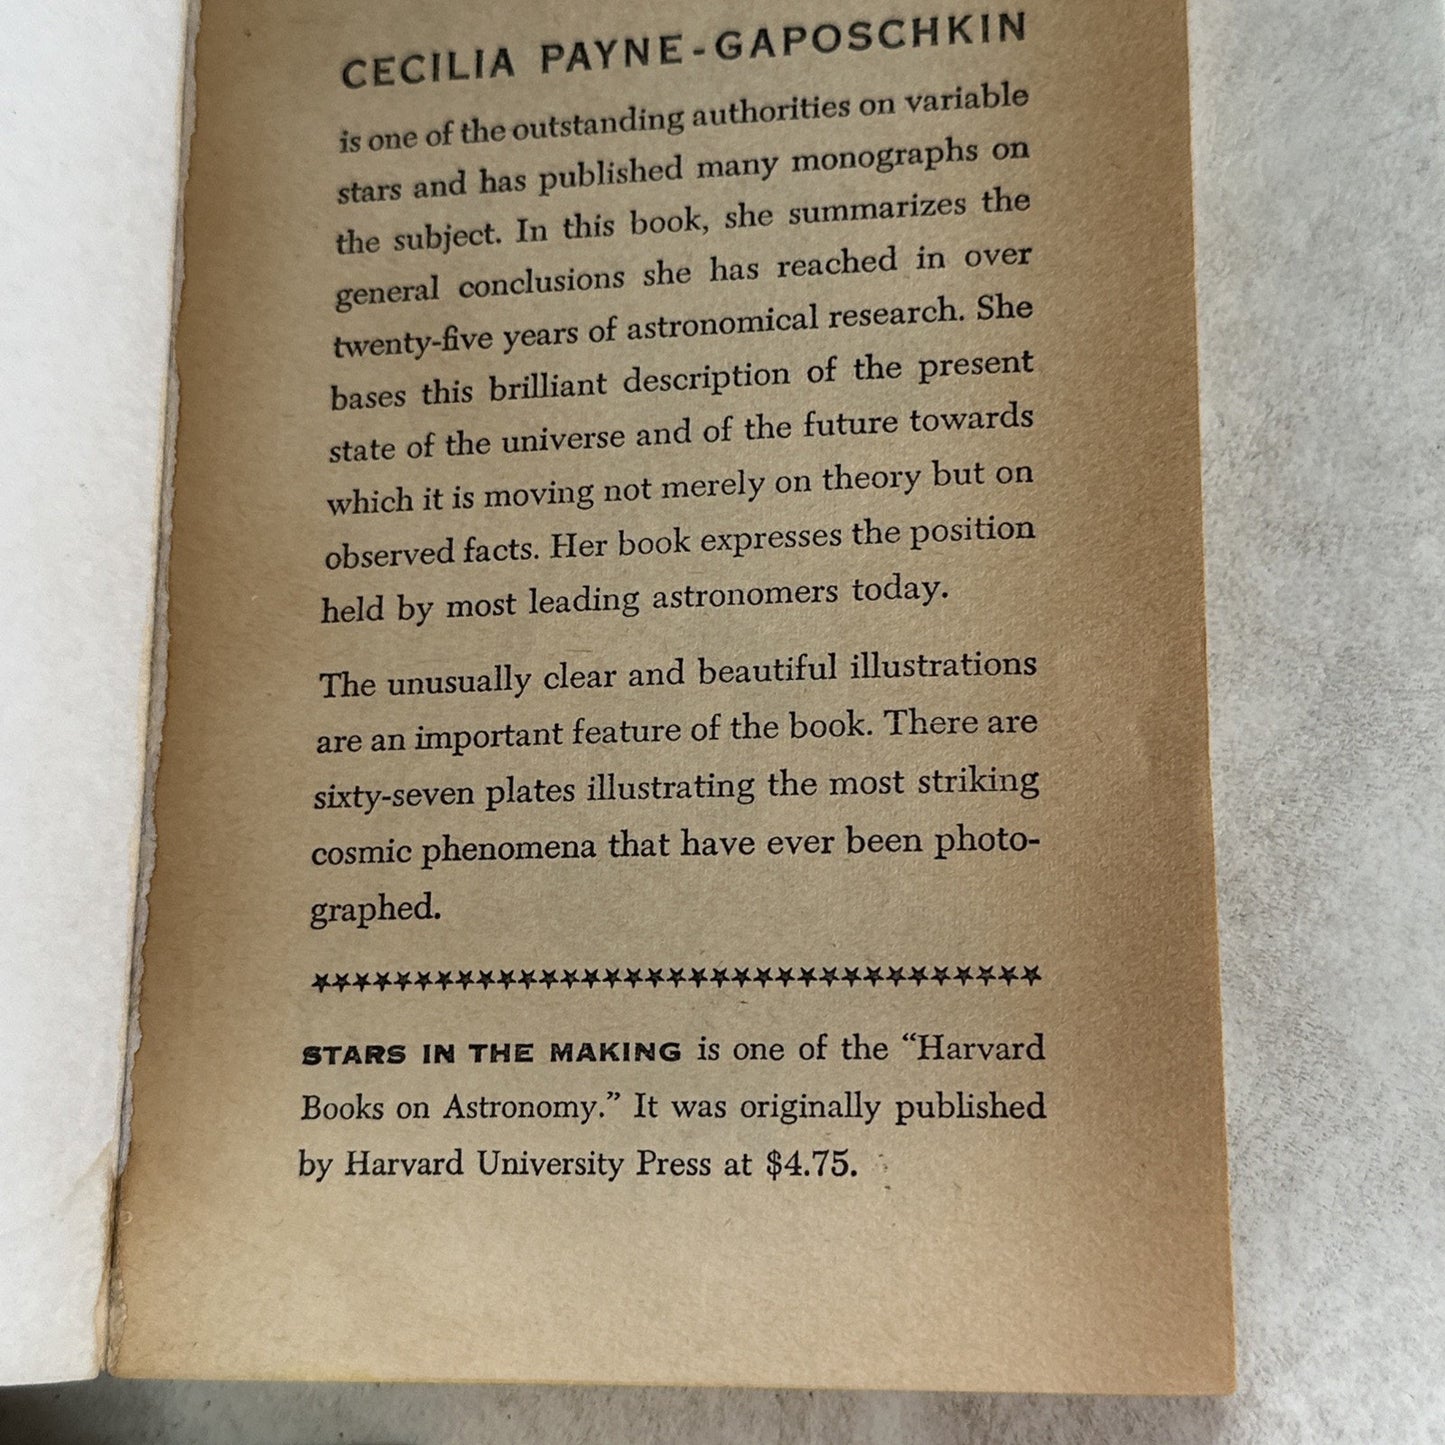 CECILIA PAYNE-GAPOSCHKIN
is one of the outstanding authorities on variable
stars and has published many monographs on
the subject. In this book, she summarizes the
general conclusions she has reached in over
twenty-five years of astronomical research. She
bases this brilliant description of the present
state of the universe and of the future towards
which it is moving not merely on theory but on
observed facts. Her book expresses the position
held by most leading astronomers today.
The unusually clear and beautiful illustrations
are an important feature of the book. There are
sixty-seven plates illustrating the most striking
cosmic phenomena that have ever been photo-
graphed.
STARS IN THE MAKING is one of the “Harvard
Books on Astronomy.” It was originally published
by Harvard University Press at $4.75.